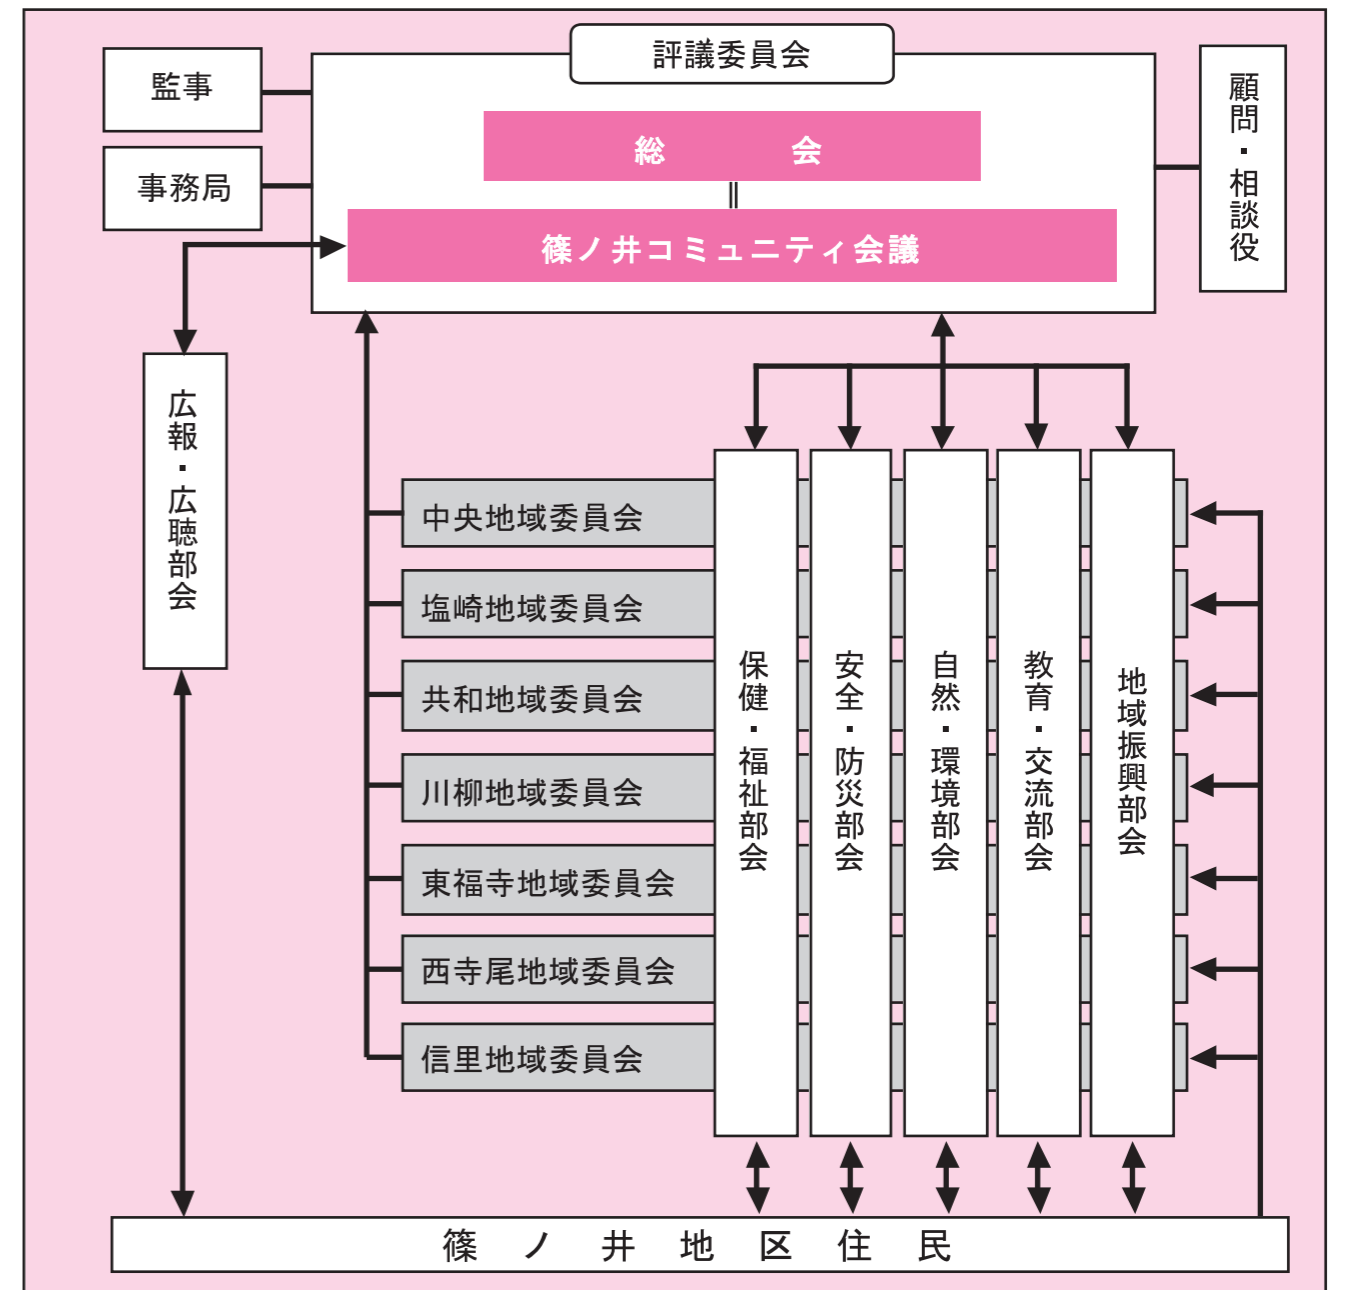 評議委員会
監事
総会
事務局
篠ノ井コミュニティ会議
顧問・相談役
広報・広聴部会
中央地域委員会
塩崎地域委員会
共和地域委員会
川柳地域委員会
東福寺地域委員会
西寺尾地域委員会
信里地域委員会
保健・福祉部会
安全・防災部会
自然・環境部会
教育・交流部会
地域振興部会
篠ノ井地区住民